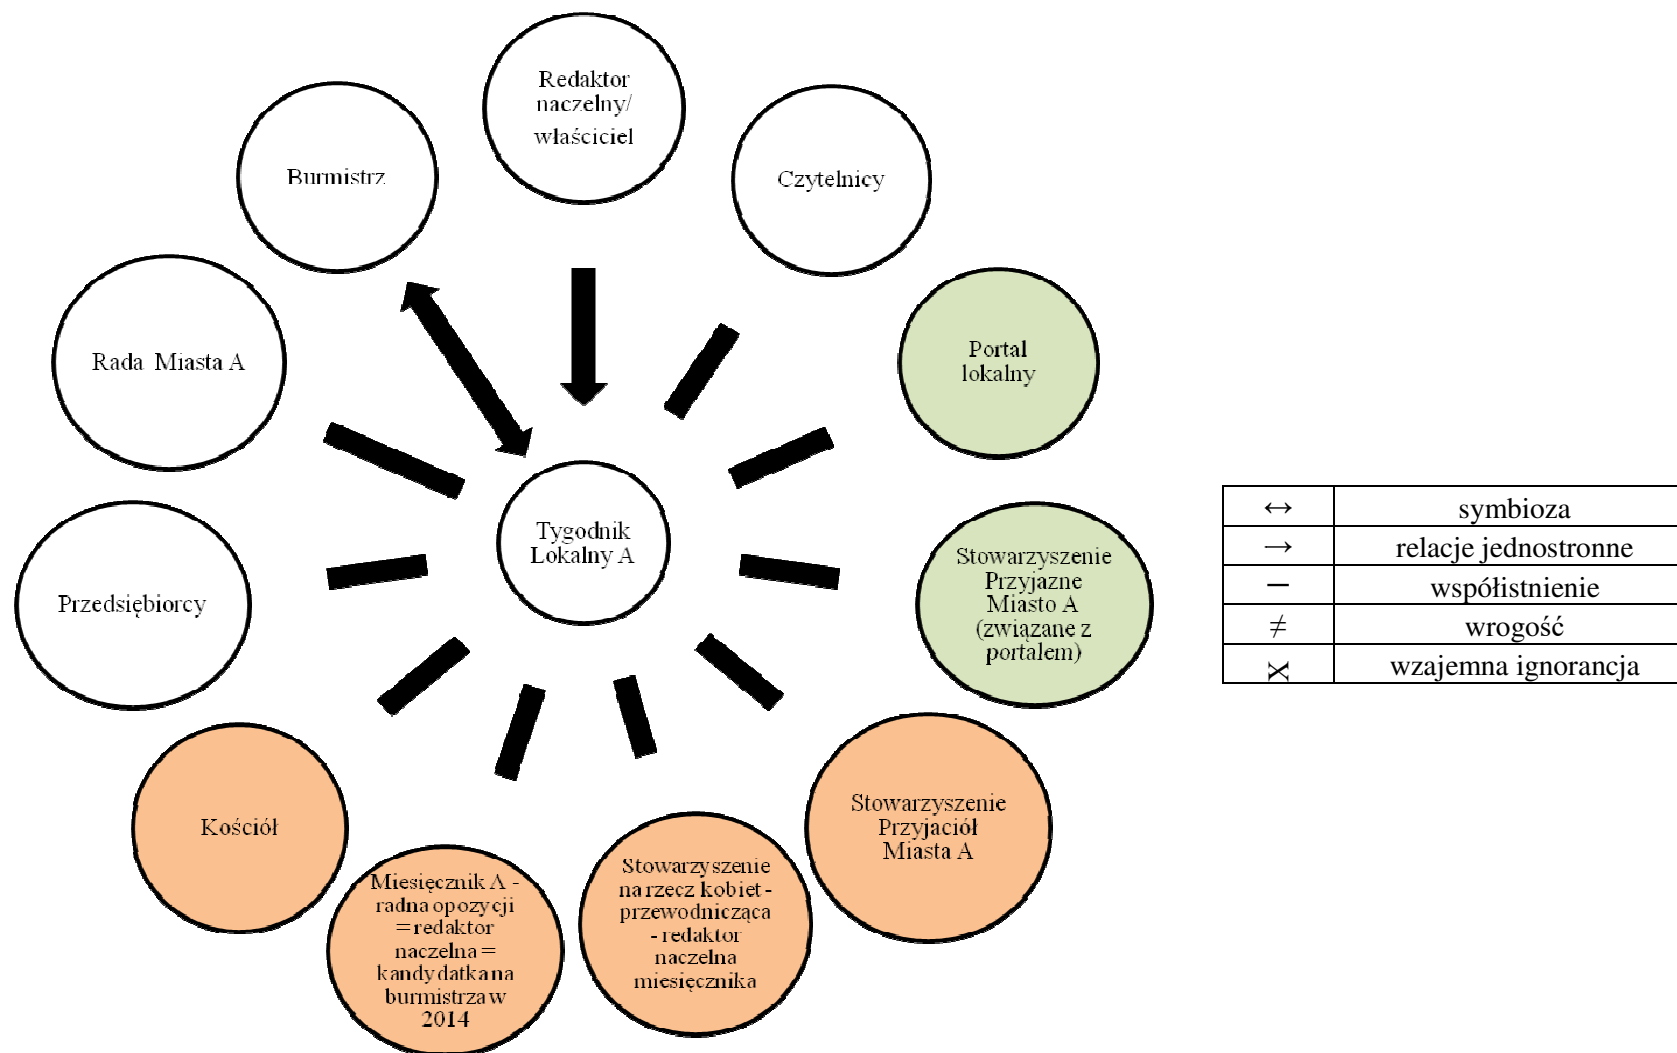 Redaktor
naczelny/
właściciel
Burmistrz
Czytelnicy
Rada Miasta A
Portal
lokalny
Tygodnik
Lokalny A
Przedsiębiorcy
Stowarzyszenie
Przyjazne
Miasto A
(związane z
portalem)
Kościół
Stowarzyszenie
Przyjaciół
Miasta A
Miesięcznik A -
radna opozycji
= redaktor
naczelna =
kandydatka na
burmistrza w
2014
Stowarzyszenie
na rzecz kobiet -
przewodnicząca
- redaktor
naczelna
miesięcznika
↔ symbioza
→ relacje jednostronne
– współistnienie
≠ wrogość
⋊ wzajemna ignorancja